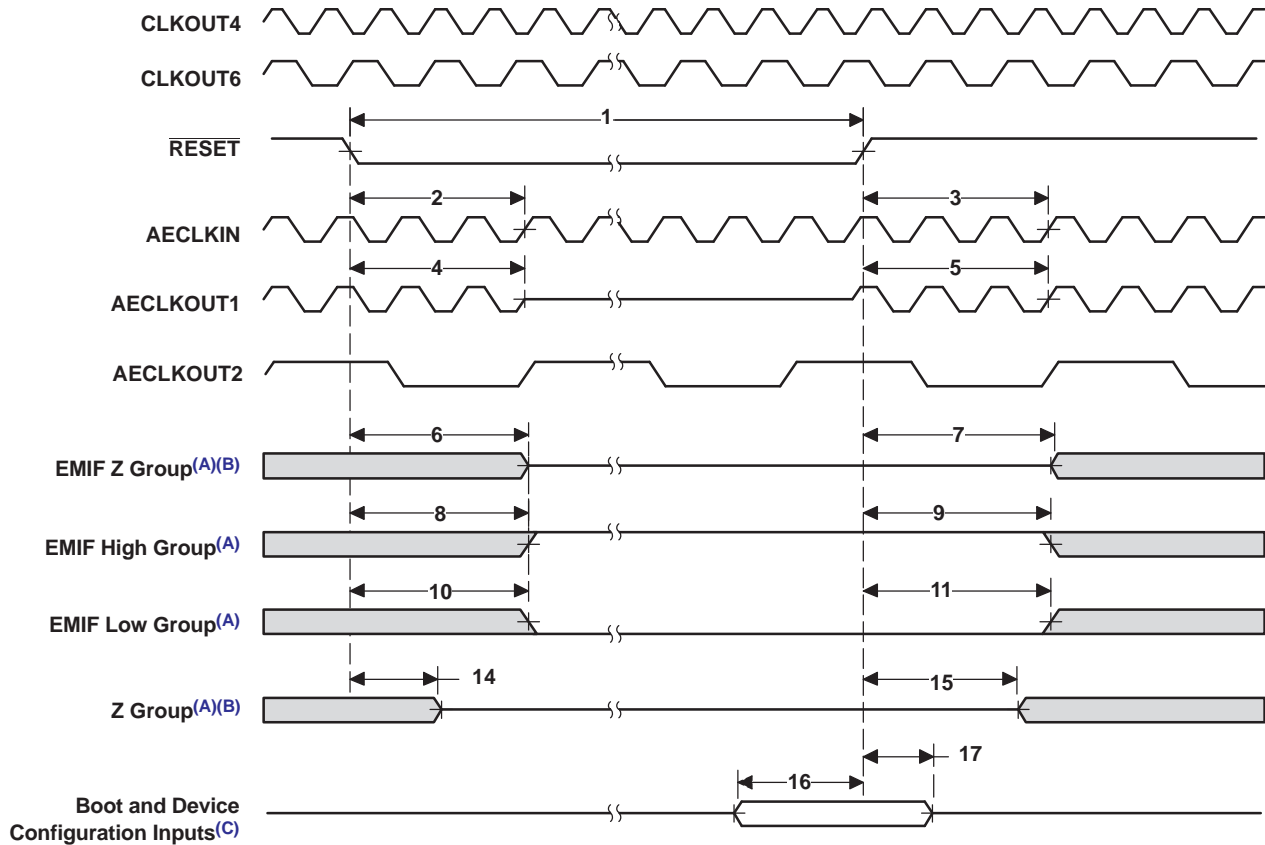 CLKOUT4
CLKOUT6
1
RESET
2
3
AECLKIN
4
5
AECLKOUT1
AECLKOUT2
6
7
EMIF Z Group(A)(B)
8
9
EMIF High Group(A)
10
11
EMIF Low Group(A)
14
15
Z Group(A)(B)
17
16
Boot and Device
Configuration Inputs(C)